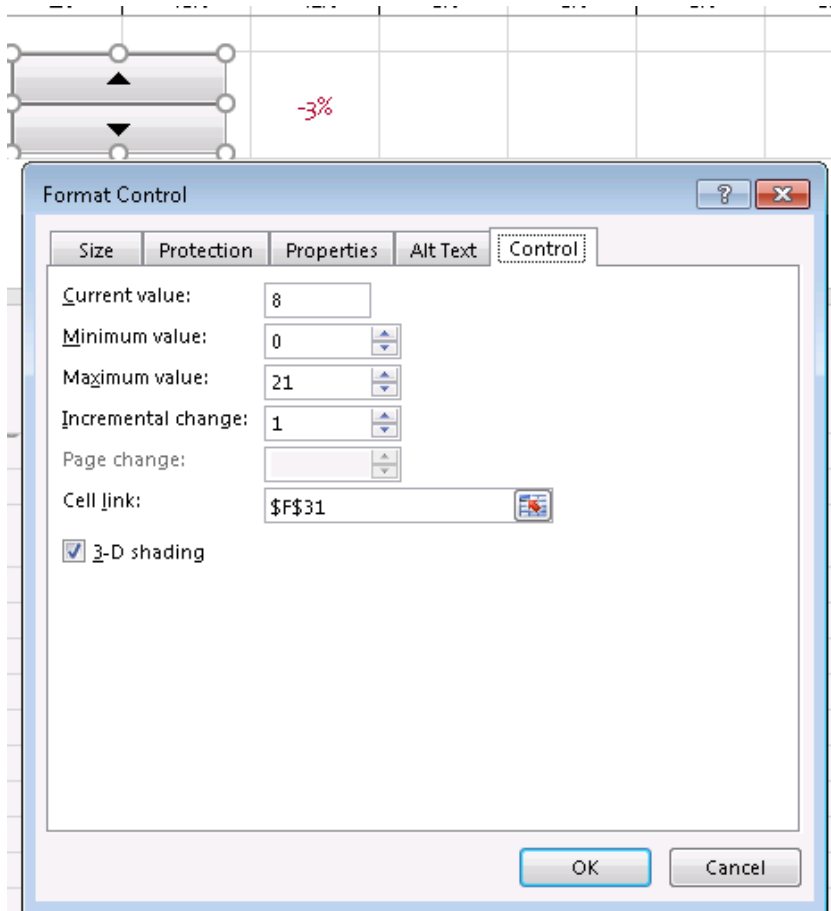 -3%
Format Control
Size Protection Properties Alt Text Control
Current value: 8
Minimum value: 0
Maximum value: 21
Incremental change: 1
Page change:
Cell link: $F$31
3-D shading
OK Cancel